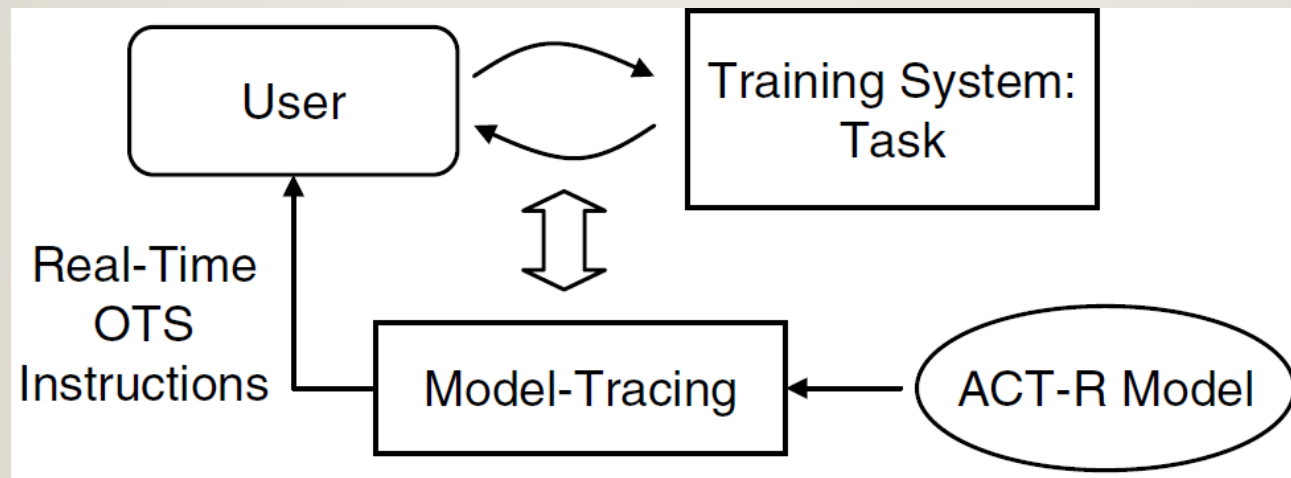 User
Training System:
Task
Real-Time
OTS
Instructions
Model-Tracing
ACT-R Model